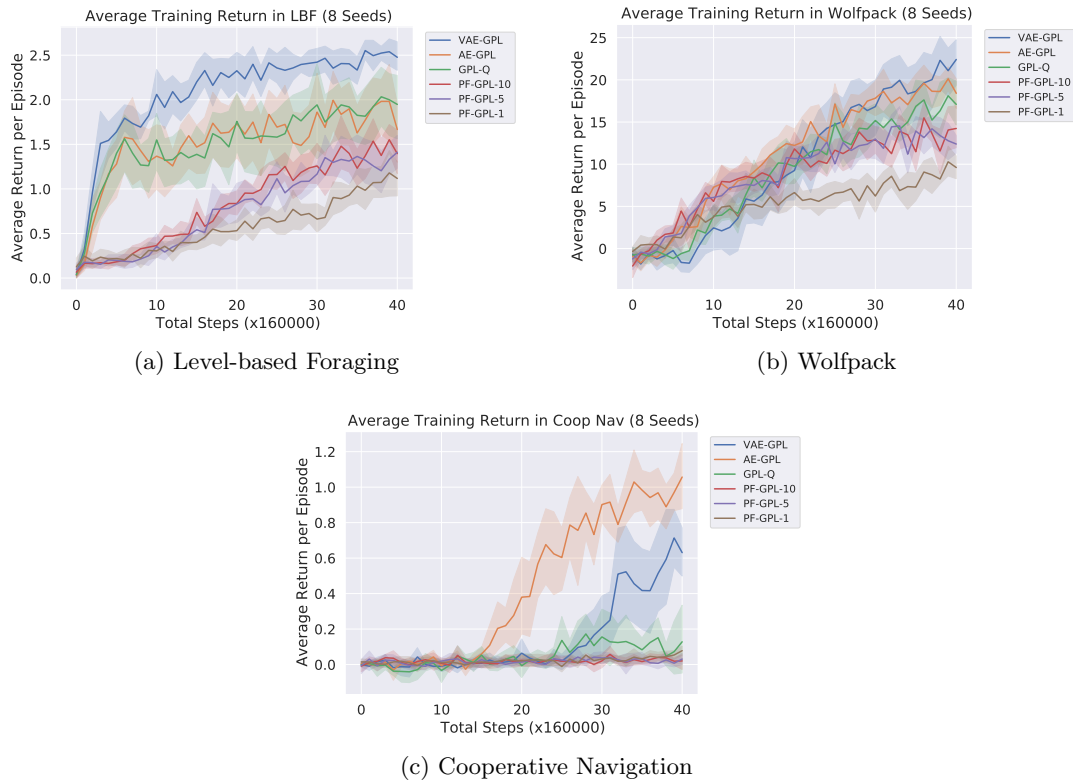 Average Training Return in LBF (8 Seeds)
Average Return per Episode
2.5
2.0
1.5
1.0
0.5
0.0
0 10 20 30 40
Total Steps (x160000)
VAE-GPL
AE-GPL
GPL-Q
PF-GPL-10
PF-GPL-5
PF-GPL-1
(a) Level-based Foraging
Average Training Return in Wolfpack (8 Seeds)
Average Return per Episode
25
20
15
10
5
0
0 10 20 30 40
Total Steps (x160000)
VAE-GPL
AE-GPL
GPL-Q
PF-GPL-10
PF-GPL-5
PF-GPL-1
(b) Wolfpack
Average Training Return in Coop Nav (8 Seeds)
Average Return per Episode
1.2
1.0
0.8
0.6
0.4
0.2
0.0
0 10 20 30 40
Total Steps (x160000)
VAE-GPL
AE-GPL
GPL-Q
PF-GPL-10
PF-GPL-5
PF-GPL-1
(c) Cooperative Navigation